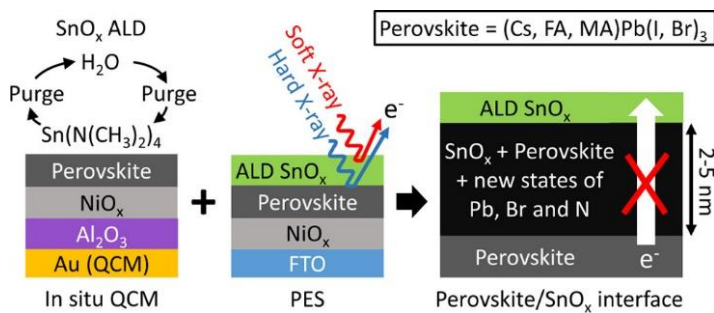 SnOₓ ALD
H₂O
Purge
Purge
Sn(N(CH₃)₂)₄
Perovskite
NiOₓ
Al₂O₃
Au (QCM)
In situ QCM
+
Soft X-ray
Hard X-ray
e⁻
ALD SnOₓ
Perovskite
NiOₓ
FTO
PES
Perovskite = (Cs, FA, MA)Pb(I, Br)₃
ALD SnOₓ
SnOₓ + Perovskite
+ new states of
Pb, Br and N
2-5 nm
Perovskite
e⁻
Perovskite/SnOₓ interface